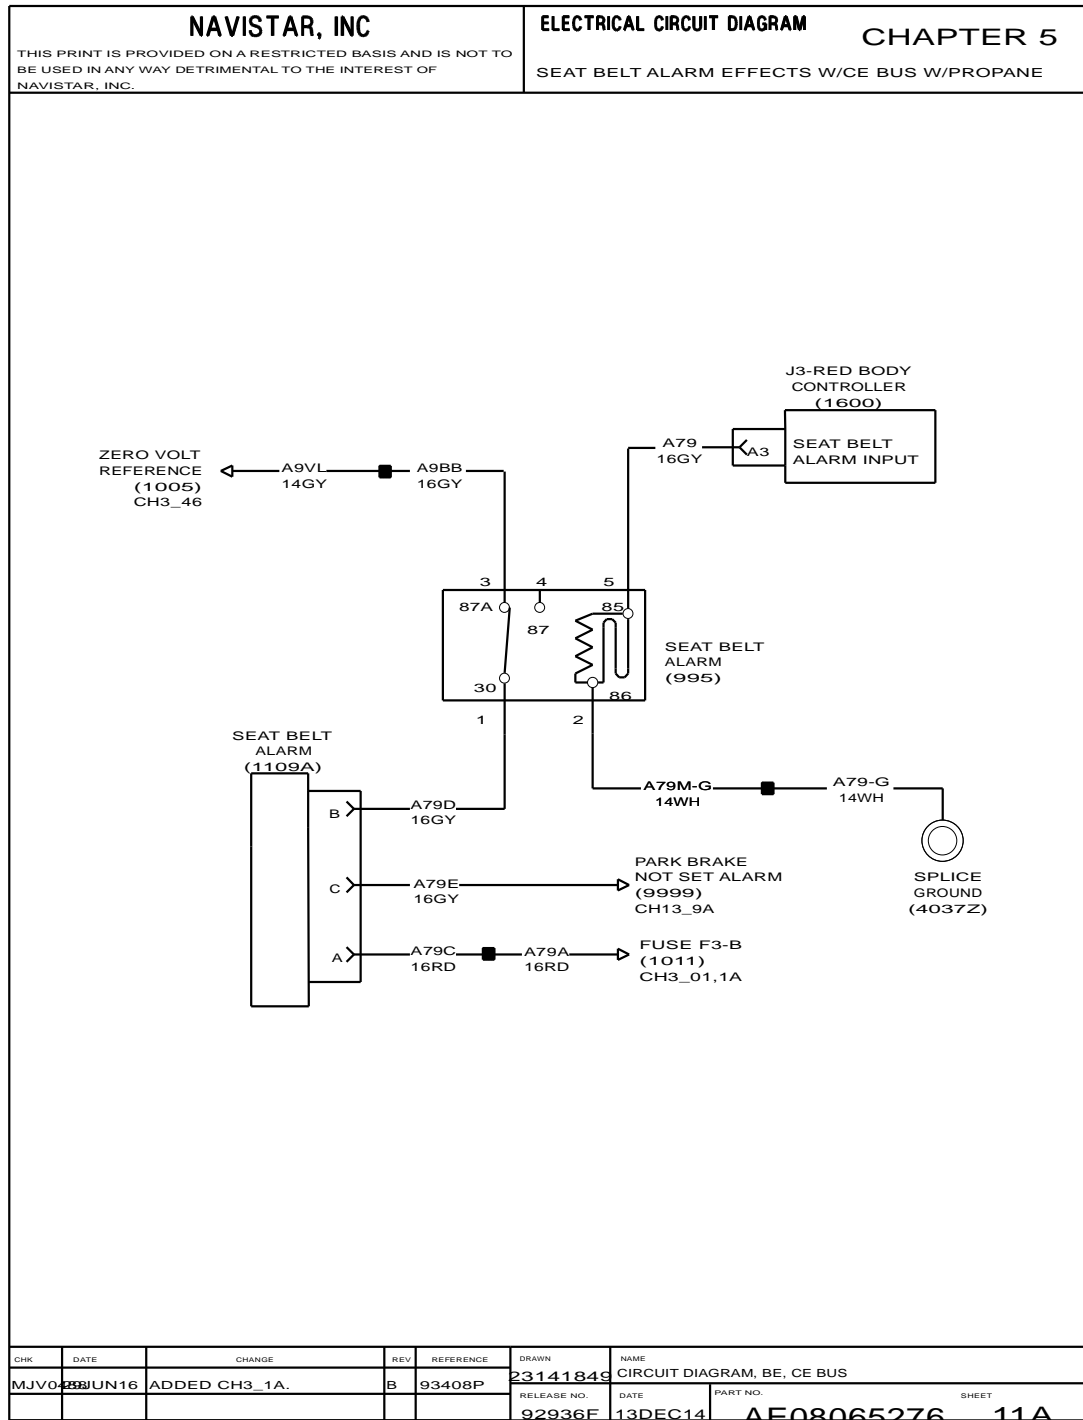 NAVISTAR, INC
THIS PRINT IS PROVIDED ON A RESTRICTED BASIS AND IS NOT TO
BE USED IN ANY WAY DETRIMENTAL TO THE INTEREST OF
NAVISTAR, INC.
ELECTRICAL CIRCUIT DIAGRAM
CHAPTER 5
SEAT BELT ALARM EFFECTS W/CE BUS W/PROPANE
J3-RED BODY
CONTROLLER
(1600)
A79
16GY
A3
SEAT BELT
ALARM INPUT
ZERO VOLT
REFERENCE
(1005)
CH3_46
A9VL
14GY
A9BB
16GY
3
4
5
87A
87
85
30
86
1
2
SEAT BELT
ALARM
(995)
SEAT BELT
ALARM
(1109A)
B
A79D
16GY
C
A79E
16GY
A
A79C
16RD
A79A
16RD
A79M-G
14WH
A79-G
14WH
PARK BRAKE
NOT SET ALARM
(9999)
CH13_9A
FUSE F3-B
(1011)
CH3_01,1A
SPLICE
GROUND
(4037Z)
CHK
DATE
CHANGE
REV
REFERENCE
ADDED CH3_1A.
B
93408P
DRAWN
23141849
NAME
CIRCUIT DIAGRAM, BE, CE BUS
RELEASE NO.
92936F
DATE
13DEC14
PART NO.
AE08065276
SHEET
11A